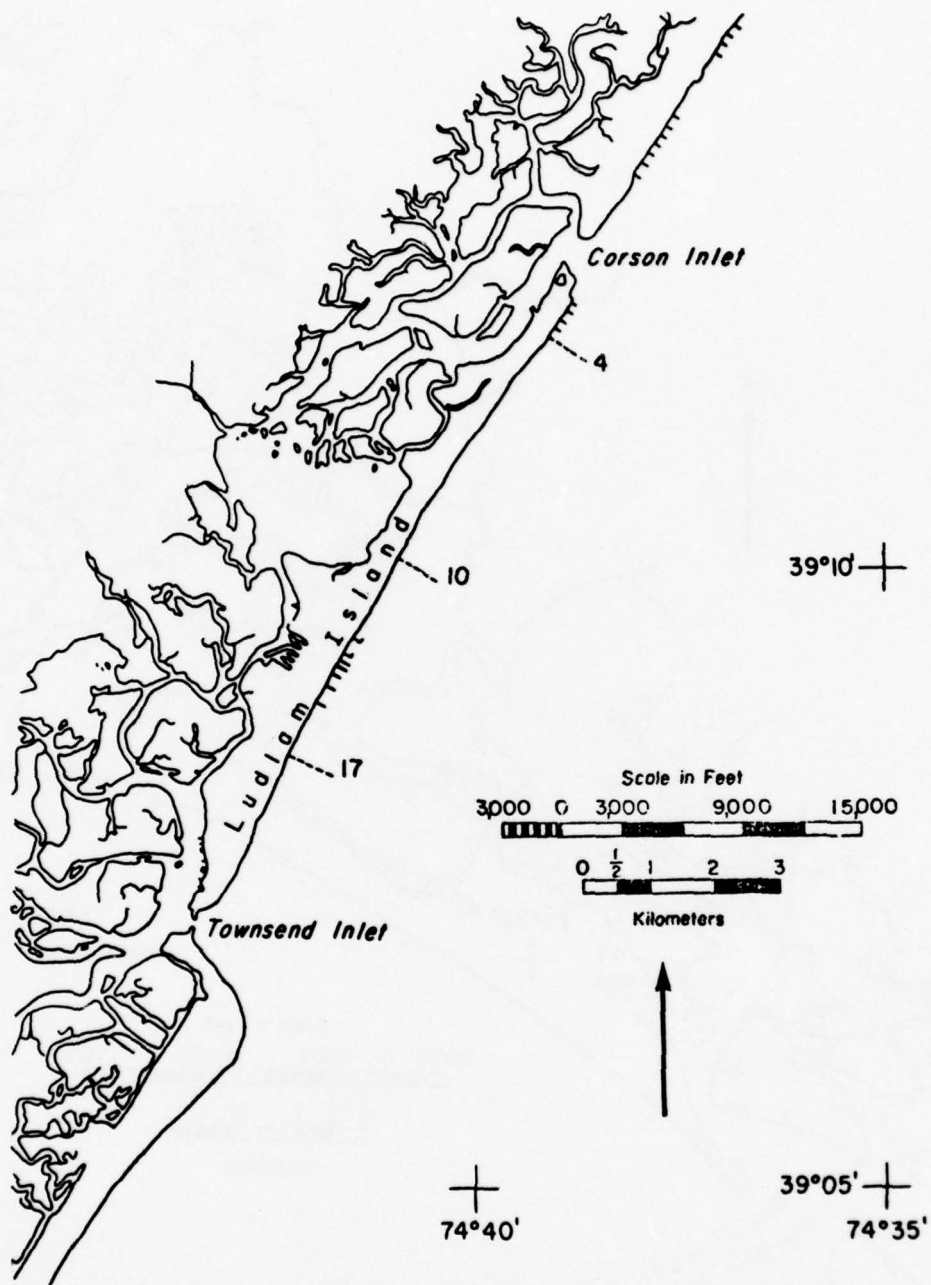 Corson Inlet
4
Ludlam Island
10
39°10'
17
Scale in Feet
3,000 0 3,000 9,000 15,000
0 1/2 1 2 3
Kilometers
Townsend Inlet
39°05'
74°40' 74°35'